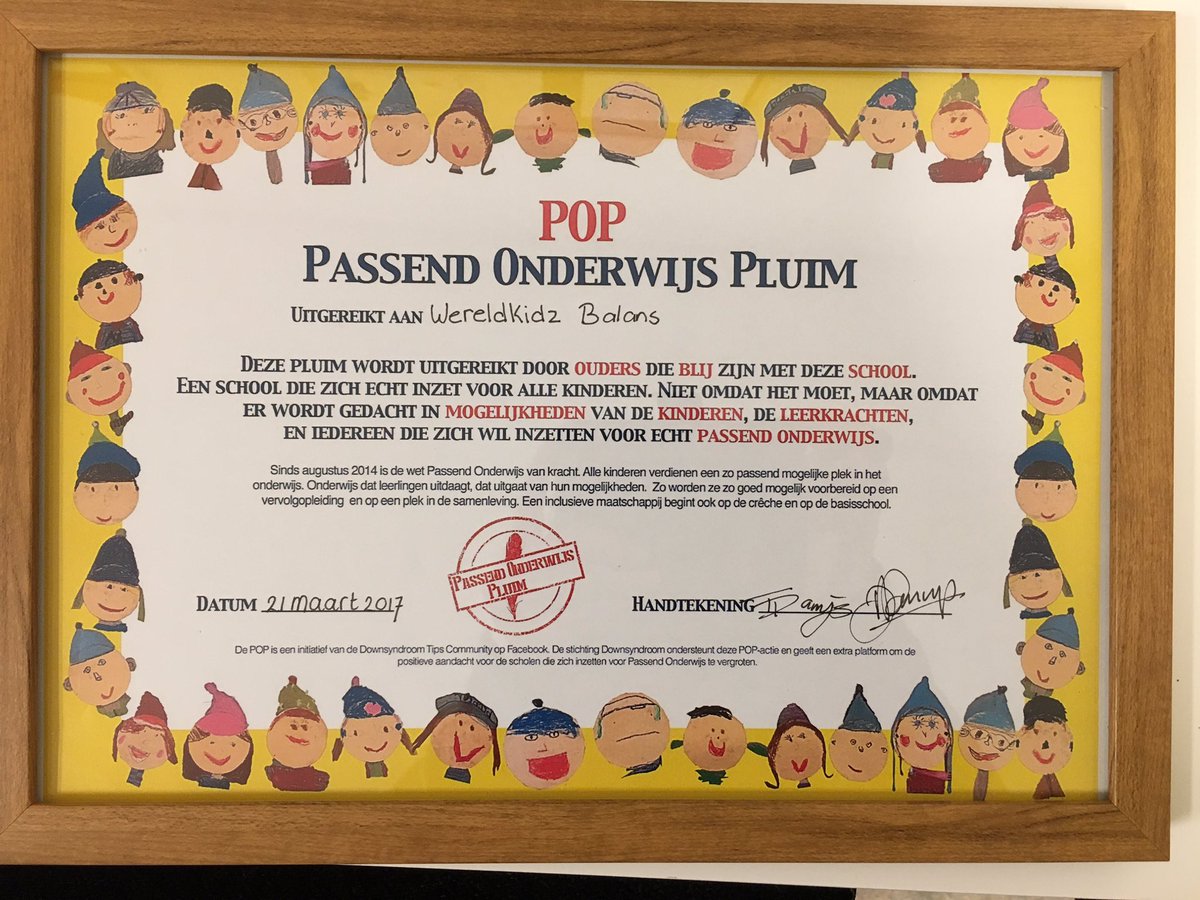 POP
PASSEND ONDERWIJS PLUIM
UITGEREIKT AAN WereldKidz Balans
DEZE PLUIM WORDT UITGEREIKT DOOR OUDERS DIE BLIJ ZIJN MET DEZE SCHOOL.
EEN SCHOOL DIE ZICH ECHT INZET VOOR ALLE KINDEREN. NIET OMDAT HET MOET, MAAR OMDAT
ER WORDT GEDACHT IN MOGELIJKHEDEN VAN DE KINDEREN, DE LEERKRACHTEN,
EN IEDEREEN DIE ZICH WIL INZETTEN VOOR ECHT PASSEND ONDERWIJS.
Sinds augustus 2014 is de wet Passend Onderwijs van kracht. Alle kinderen verdienen een zo passend mogelijke plek in het
onderwijs. Onderwijs dat leerlingen uitdaagt, dat uitgaat van hun mogelijkheden. Zo worden ze zo goed mogelijk voorbereid op een
vervolgopleiding en op een plek in de samenleving. Een inclusieve maatschappij begint ook op de crêche en op de basisschool.
PASSEND ONDERWIJS
PLUIM
DATUM 21 maart 2017
HANDTEKENING
De POP is een initiatief van de Downsyndroom Tips Community op Facebook. De stichting Downsyndroom ondersteunt deze POP-actie en geeft een extra platform om de
positieve aandacht voor de scholen die zich inzetten voor Passend Onderwijs te vergroten.